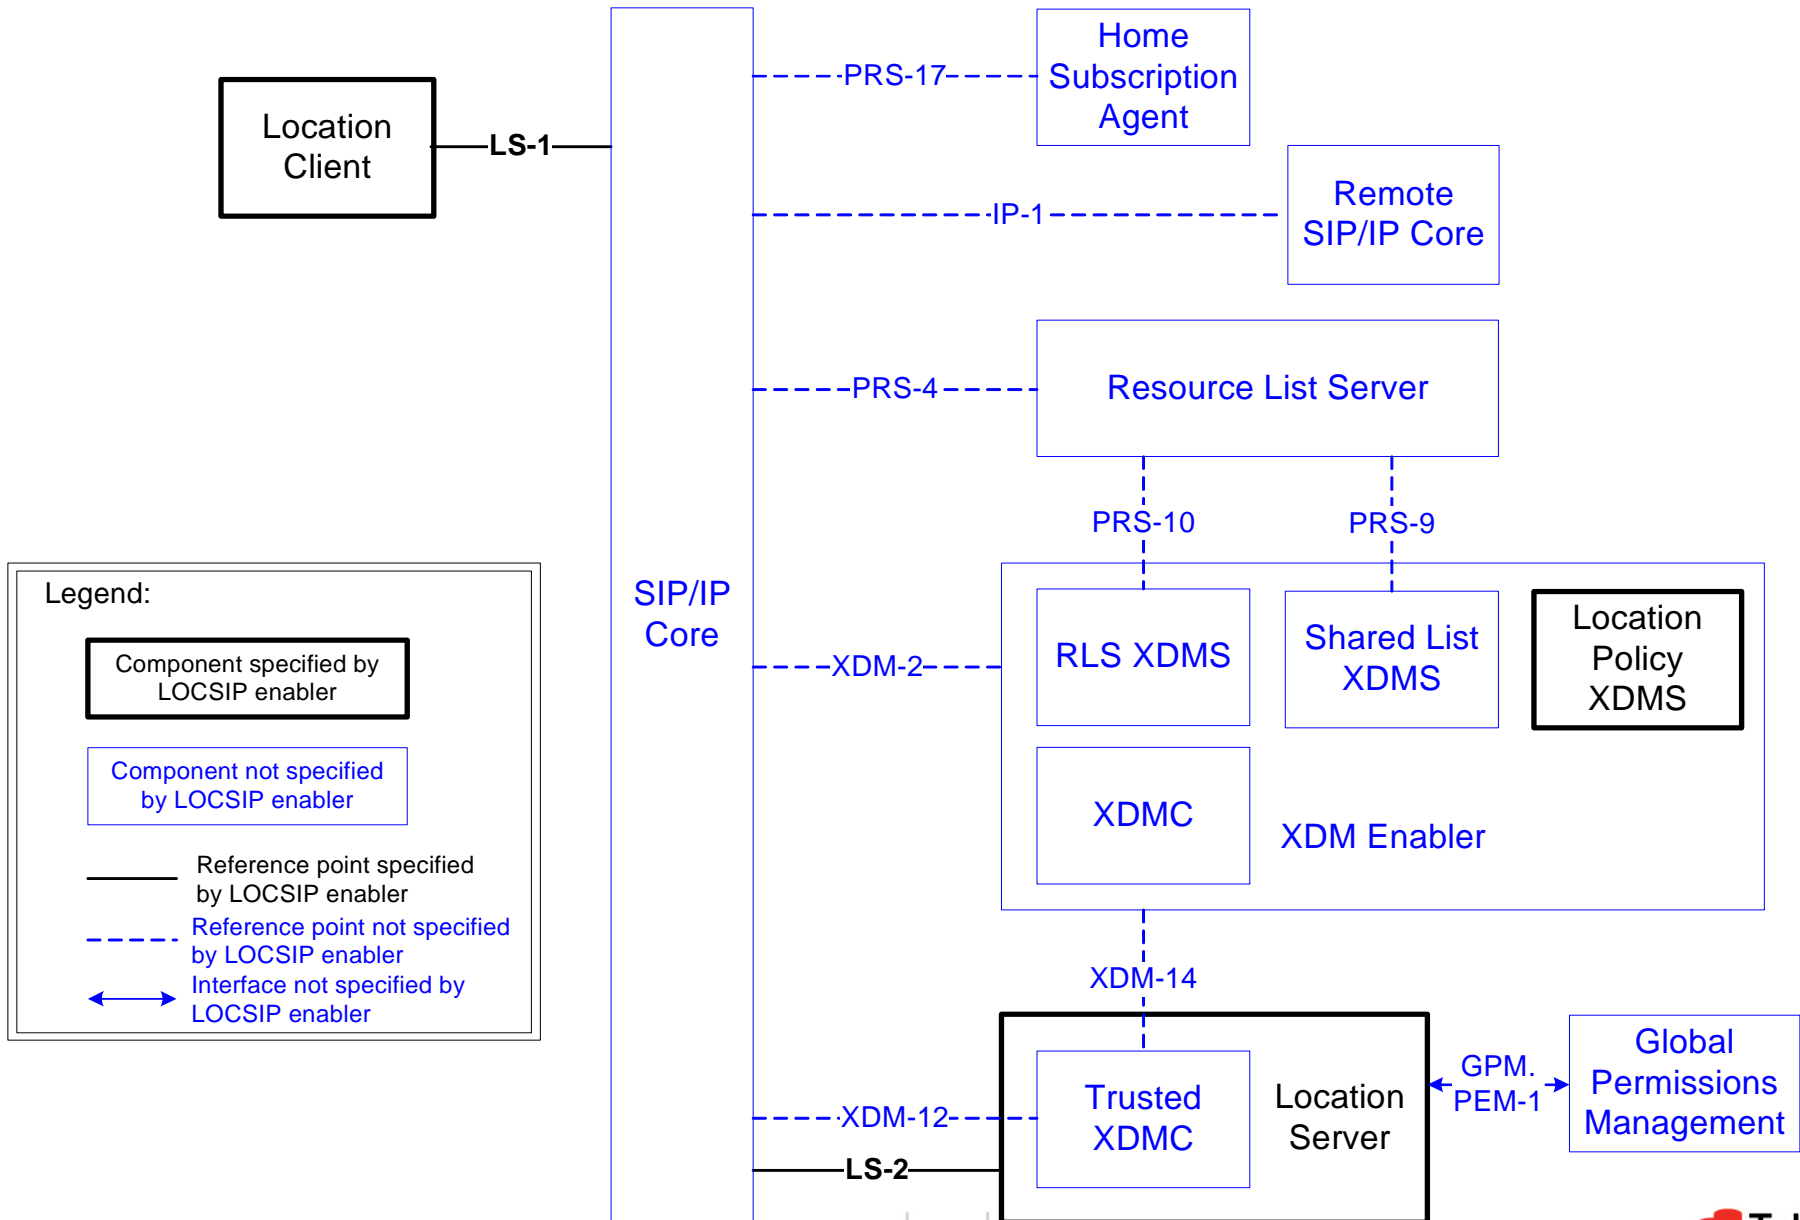 Home
Subscription
Agent
PRS-17
Location
Client
LS-1
IP-1
Remote
SIP/IP Core
PRS-4
Resource List Server
PRS-10
PRS-9
SIP/IP
Core
XDM-2
RLS XDMS
Shared List
XDMS
Location
Policy
XDMS
XDMC
XDM Enabler
Legend:
Component specified by
LOCSIP enabler
Component not specified
by LOCSIP enabler
Reference point specified
by LOCSIP enabler
Reference point not specified
by LOCSIP enabler
Interface not specified by
LOCSIP enabler
XDM-14
XDM-12
Trusted
XDMC
Location
Server
GPM.
PEM-1
Global
Permissions
Management
LS-2